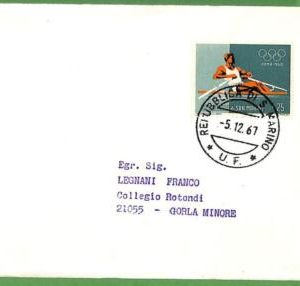 1959-1960
S. SAN MARINO
25
REPUBBLICA DI S. MARINO
-5.12.67
* U.F. *
Egr. Sig.
LEGNANI FRANCO
Collegio Rotondi
21055 - GORLA MINORE